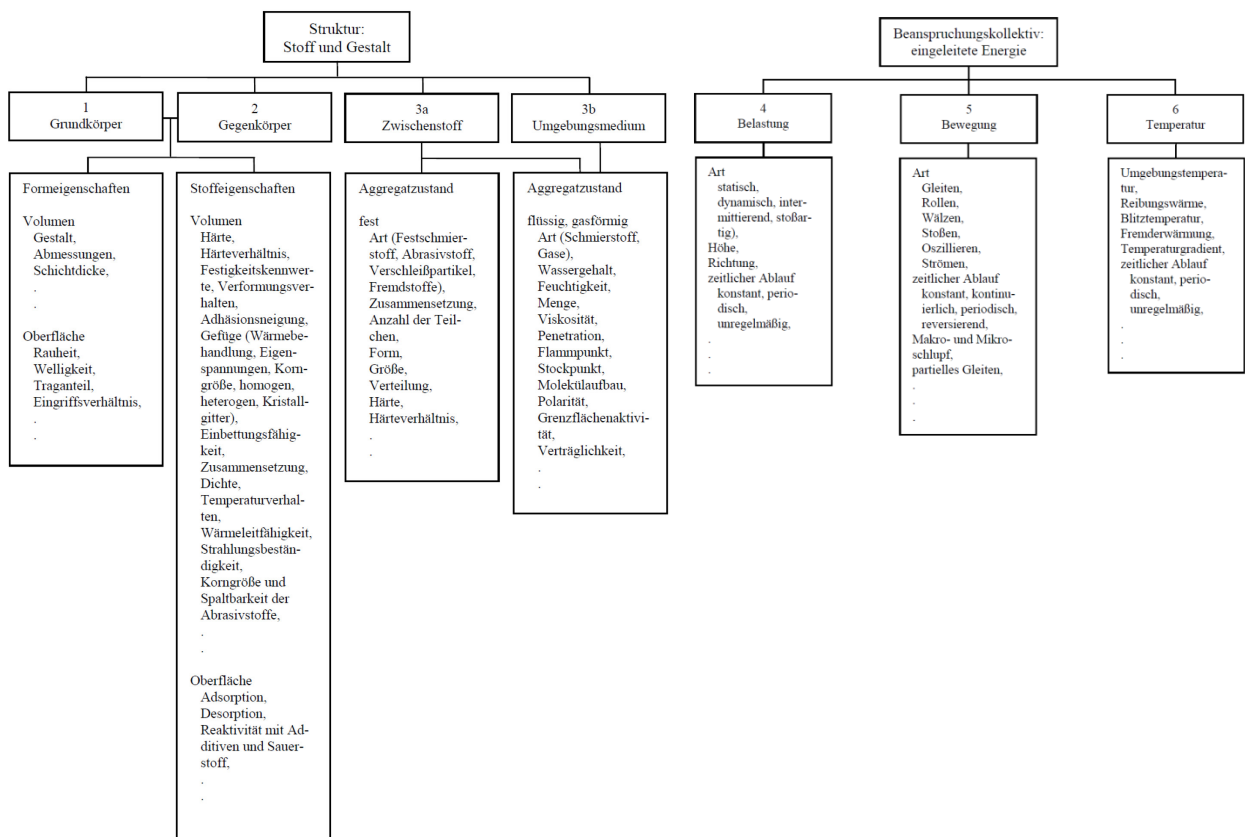 Struktur:
Stoff und Gestalt
1
Grundkörper
2
Gegenkörper
3a
Zwischenstoff
3b
Umgebungsmedium
Formeigenschaften
Volumen
Gestalt,
Abmessungen,
Schichtdicke,
.
.
Oberfläche
Rauheit,
Welligkeit,
Traganteil,
Eingriffsverhältnis,
.
.
Stoffeigenschaften
Volumen
Härte,
Härteverhältnis,
Festigkeitskennwer-
te, Verformungsver-
halten,
Adhäsionsneigung,
Gefüge (Wärmebe-
handlung, Eigen-
spannungen, Korn-
größe, homogen,
heterogen, Kristall-
gitter),
Einbettungsfähig-
keit,
Zusammensetzung,
Dichte,
Temperaturverhal-
ten,
Wärmeleitfähigkeit,
Strahlungsbestän-
digkeit,
Korngröße und
Spaltbarkeit der
Abrasivstoffe,
.
.
Oberfläche
Adsorption,
Desorption,
Reaktivität mit Ad-
ditiven und Sauer-
stoff,
.
.
Aggregatzustand
fest
Art (Festschmier-
stoff, Abrasivstoff,
Verschleißpartikel,
Fremdstoffe),
Zusammensetzung,
Anzahl der Teil-
chen,
Form,
Größe,
Verteilung,
Härte,
Härteverhältnis,
.
.
Aggregatzustand
flüssig, gasförmig
Art (Schmierstoff,
Gase),
Wassergehalt,
Feuchtigkeit,
Menge,
Viskosität,
Penetration,
Flammpunkt,
Stockpunkt,
Molekülaufbau,
Polarität,
Grenzflächenaktivi-
tät,
Verträglichkeit,
.
.
Beanspruchungskollektiv:
eingeleitete Energie
4
Belastung
5
Bewegung
6
Temperatur
Art
statisch,
dynamisch, inter-
mittierend, stoßar-
tig),
Höhe,
Richtung,
zeitlicher Ablauf
konstant, perio-
disch,
unregelmäßig,
.
.
.
Art
Gleiten,
Rollen,
Wälzen,
Stoßen,
Oszillieren,
Strömen,
zeitlicher Ablauf
konstant, kontinu-
ierlich, periodisch,
reversierend,
Makro- und Mikro-
schlupf,
partielles Gleiten,
.
.
.
Umgebungstempera-
tur,
Reibungswärme,
Blitztemperatur,
Fremderwärmung,
Temperaturgradient,
zeitlicher Ablauf
konstant, perio-
disch,
unregelmäßig,
.
.
.